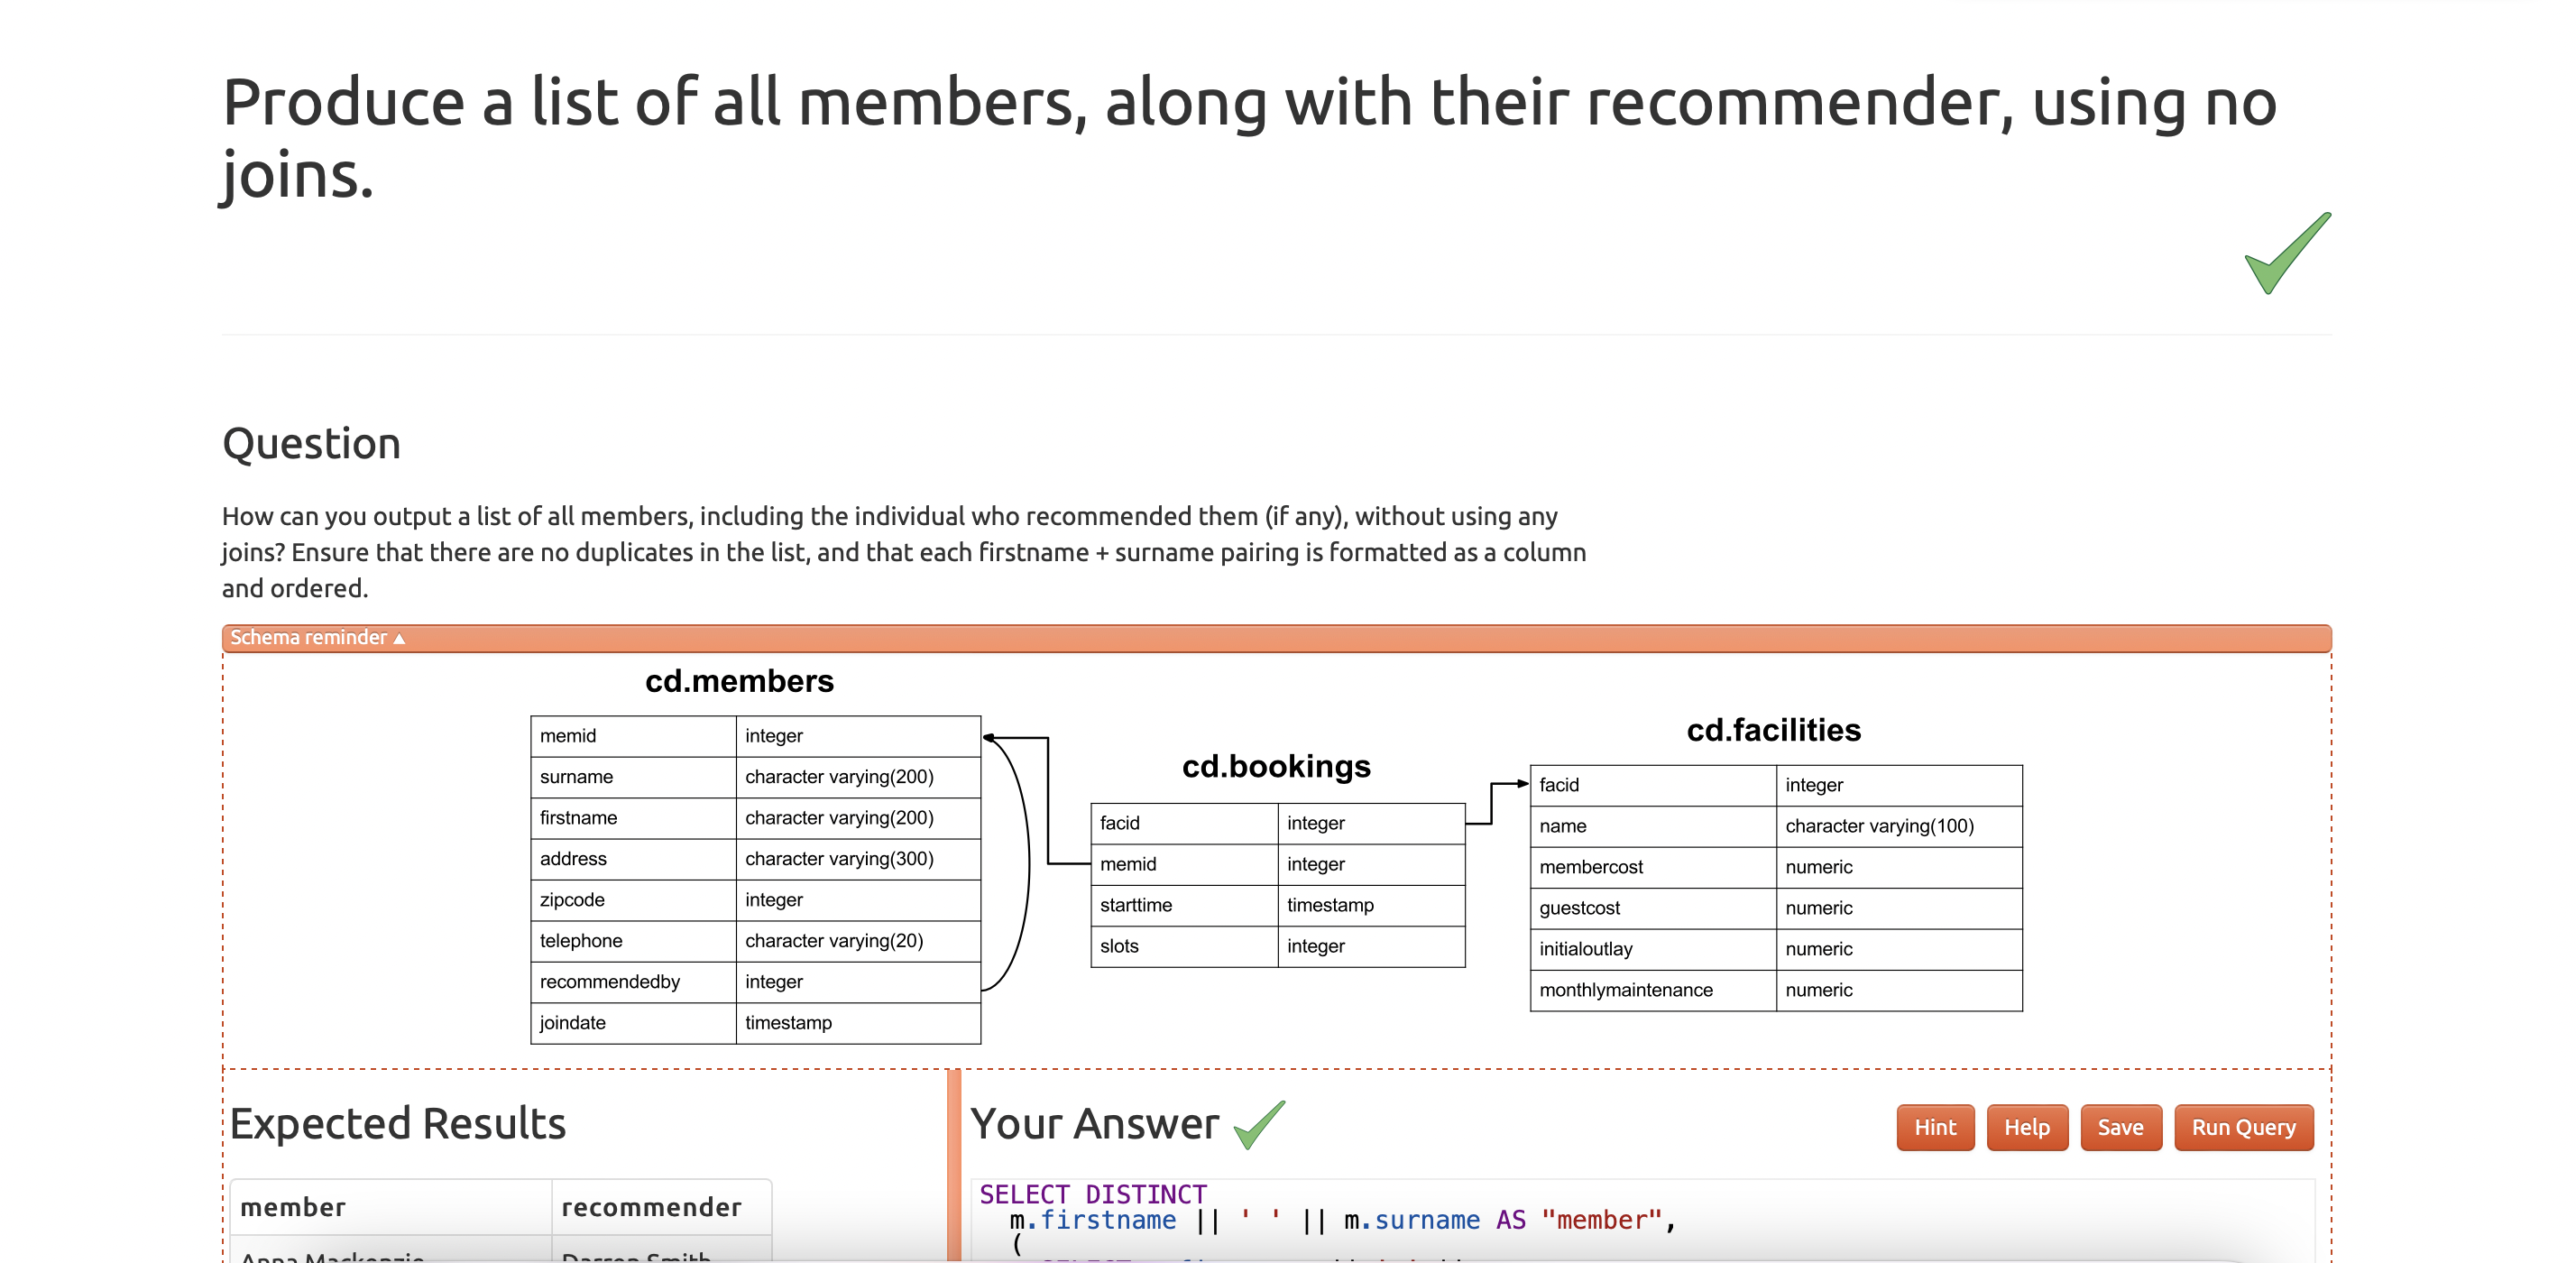 Produce a list of all members, along with their recommender, using no
joins.
Question
How can you output a list of all members, including the individual who recommended them (if any), without using any
joins? Ensure that there are no duplicates in the list, and that each firstname + surname pairing is formatted as a column
and ordered.
Schema reminder ▲
cd.members
memid integer
surname character varying(200)
firstname character varying(200)
address character varying(300)
zipcode integer
telephone character varying(20)
recommendedby integer
joindate timestamp
cd.bookings
facid integer
memid integer
starttime timestamp
slots integer
cd.facilities
facid integer
name character varying(100)
membercost numeric
guestcost numeric
initialoutlay numeric
monthlymaintenance numeric
Expected Results
member recommender
Anna Mackenzie Darren Smith
Your Answer
Hint Help Save Run Query
SELECT DISTINCT
m.firstname || ' ' || m.surname AS "member",
(